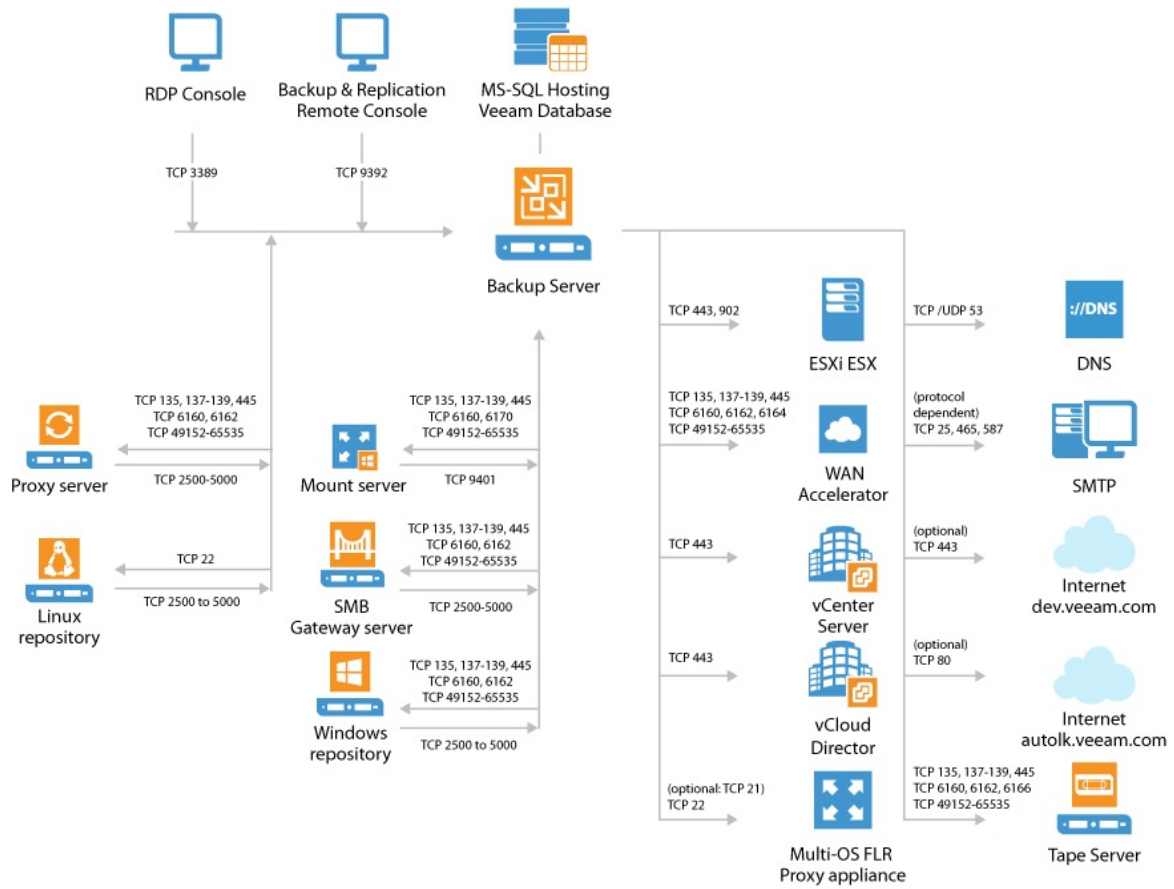 RDP Console
Backup & Replication
Remote Console
MS-SQL Hosting
Veeam Database
TCP 3389
TCP 9392
Backup Server
TCP 135, 137-139, 445
TCP 6160, 6162
TCP 49152-65535
Proxy server
TCP 2500-5000
TCP 22
Linux
repository
TCP 2500 to 5000
TCP 135, 137-139, 445
TCP 6160, 6170
TCP 49152-65535
Mount server
TCP 9401
TCP 135, 137-139, 445
TCP 6160, 6162
TCP 49152-65535
SMB
Gateway server
TCP 2500-5000
TCP 135, 137-139, 445
TCP 6160, 6162
TCP 49152-65535
Windows
repository
TCP 2500 to 5000
TCP 443, 902
ESXi ESX
TCP 135, 137-139, 445
TCP 6160, 6162, 6164
TCP 49152-65535
WAN
Accelerator
TCP 443
vCenter
Server
TCP 443
vCloud
Director
(optional: TCP 21)
TCP 22
Multi-OS FLR
Proxy appliance
TCP /UDP 53
://DNS
DNS
(protocol
dependent)
TCP 25, 465, 587
SMTP
(optional)
TCP 443
Internet
dev.veeam.com
(optional)
TCP 80
Internet
autolk.veeam.com
TCP 135, 137-139, 445
TCP 6160, 6162, 6166
TCP 49152-65535
Tape Server